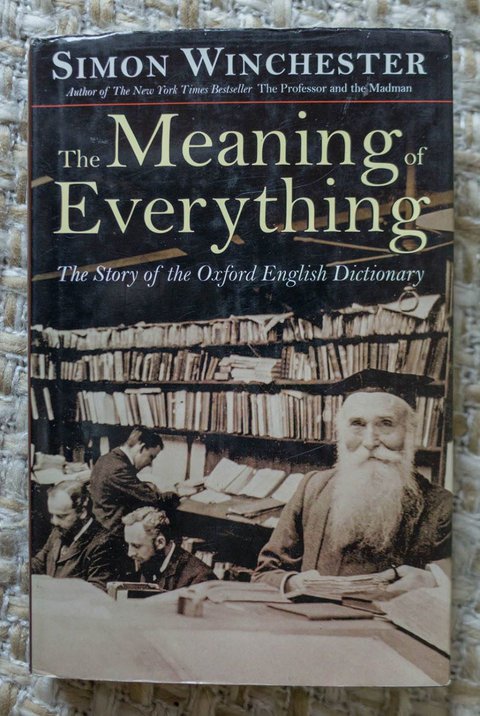 SIMON WINCHESTER
Author of The New York Times Bestseller The Professor and the Madman
The Meaning of
Everything
The Story of the Oxford English Dictionary